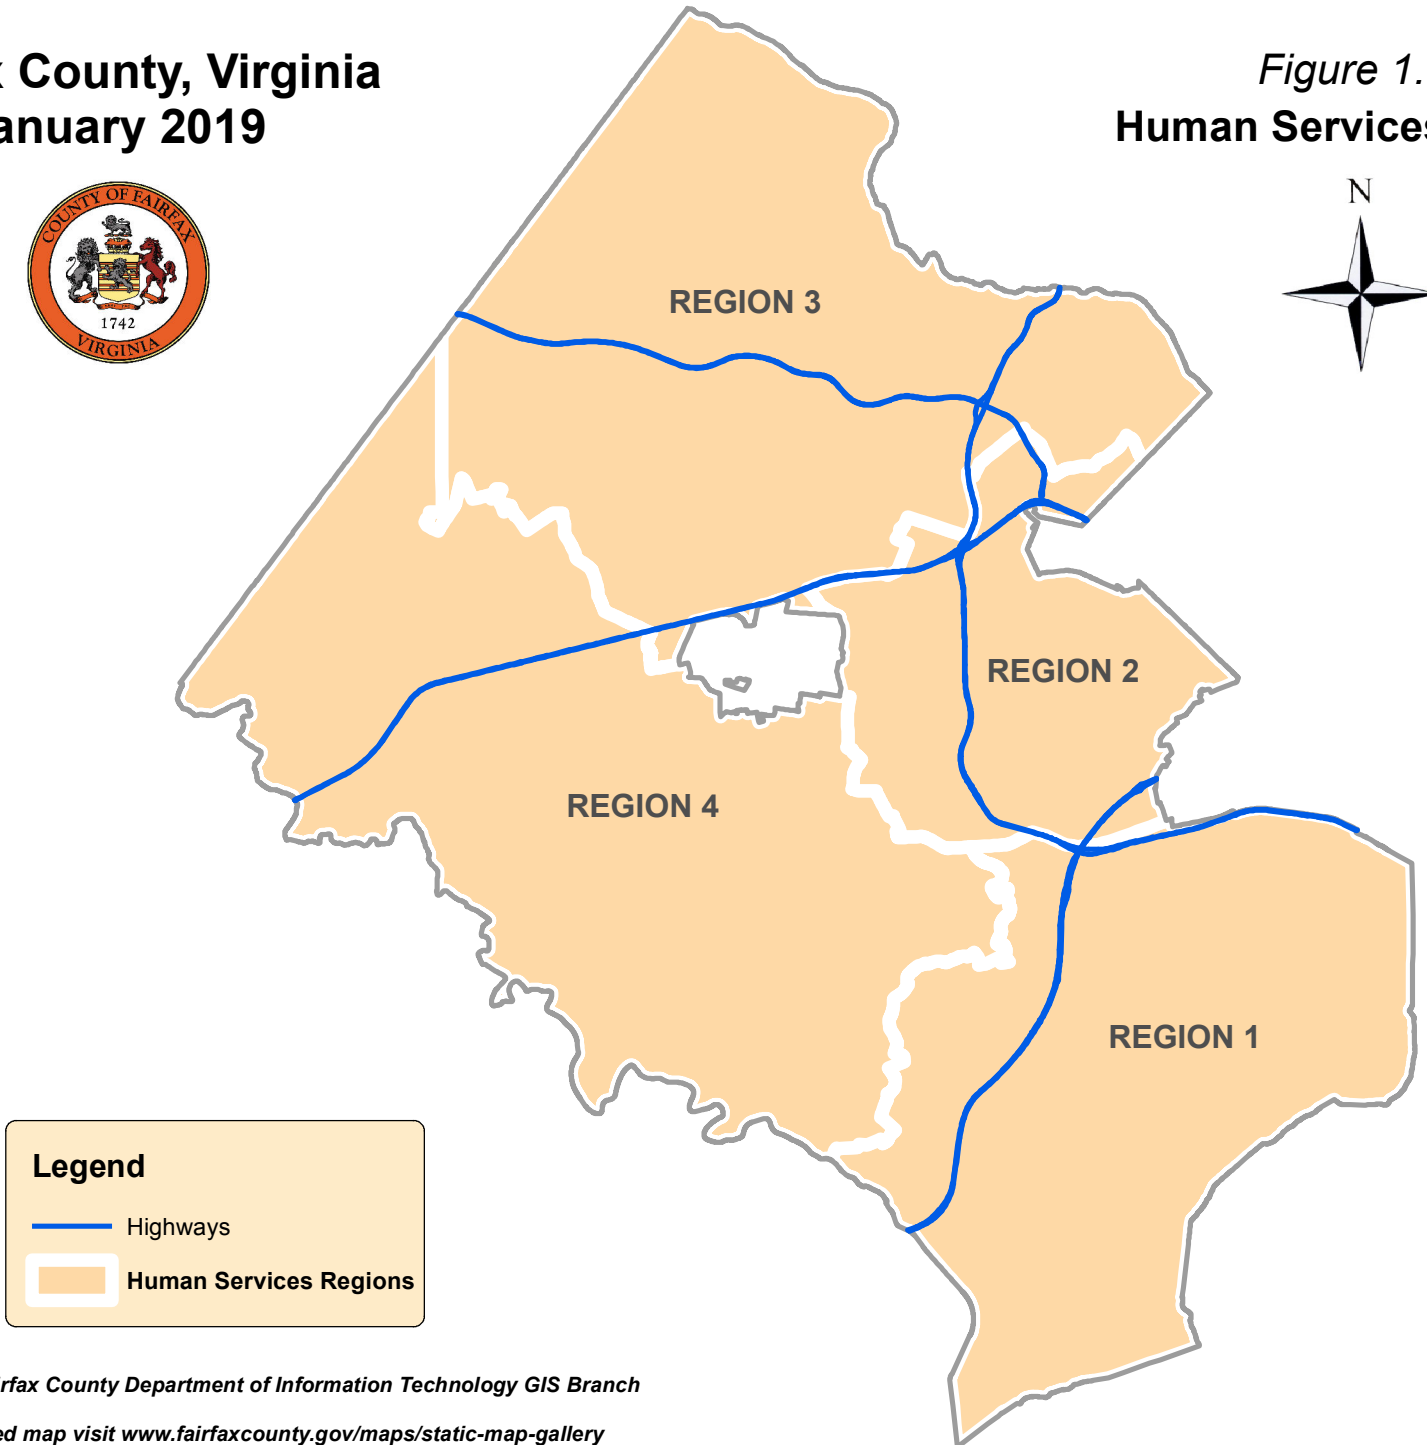 x County, Virginia
anuary 2019
Figure 1.
Human Services
COUNTY OF FAIRFAX
1742
VIRGINIA
N
REGION 3
REGION 2
REGION 4
REGION 1
Legend
Highways
Human Services Regions
rfax County Department of Information Technology GIS Branch
ed map visit www.fairfaxcounty.gov/maps/static-map-gallery